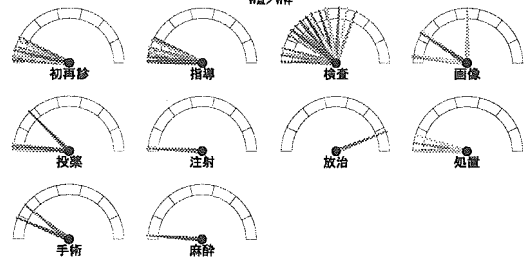 初再診 指導 検査 画像
投薬 注射 放治 処置
手術 麻酔